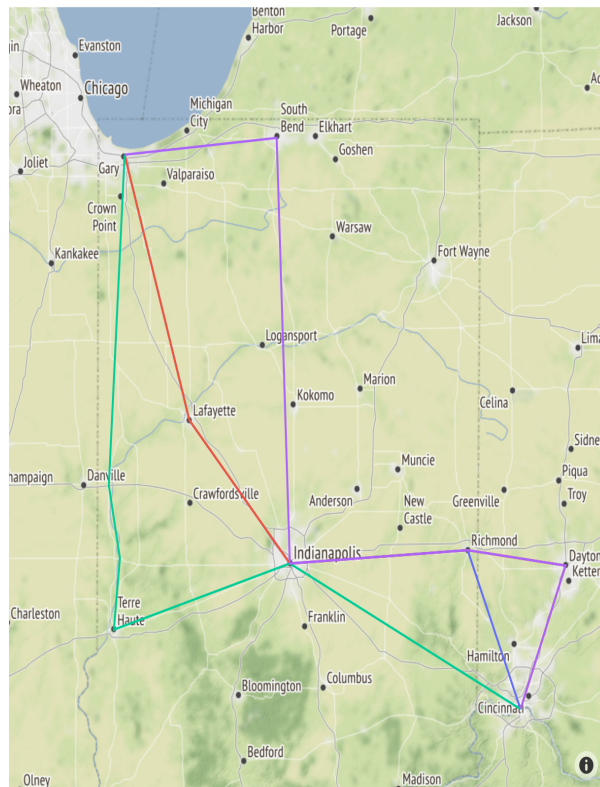 Benton
Harbor
Portage
Jackson
gin
Evanston
Wheaton
Chicago
ora
Michigan
City
South
Bend
Elkhart
Goshen
Joliet
Gary
Valparaiso
Crown
Point
Warsaw
Kankakee
Fort Wayne
Logansport
Lima
Marion
Kokomo
Celina
Lafayette
Sidne
Muncie
Piqua
hampaign
Danville
Crawfordsville
Anderson
New
Castle
Greenville
Troy
Richmond
Indianapolis
Dayton
Ketter
Terre
Haute
Charleston
Franklin
Hamilton
Bloomington
Columbus
Cincinnati
Bedford
Olney
Madison